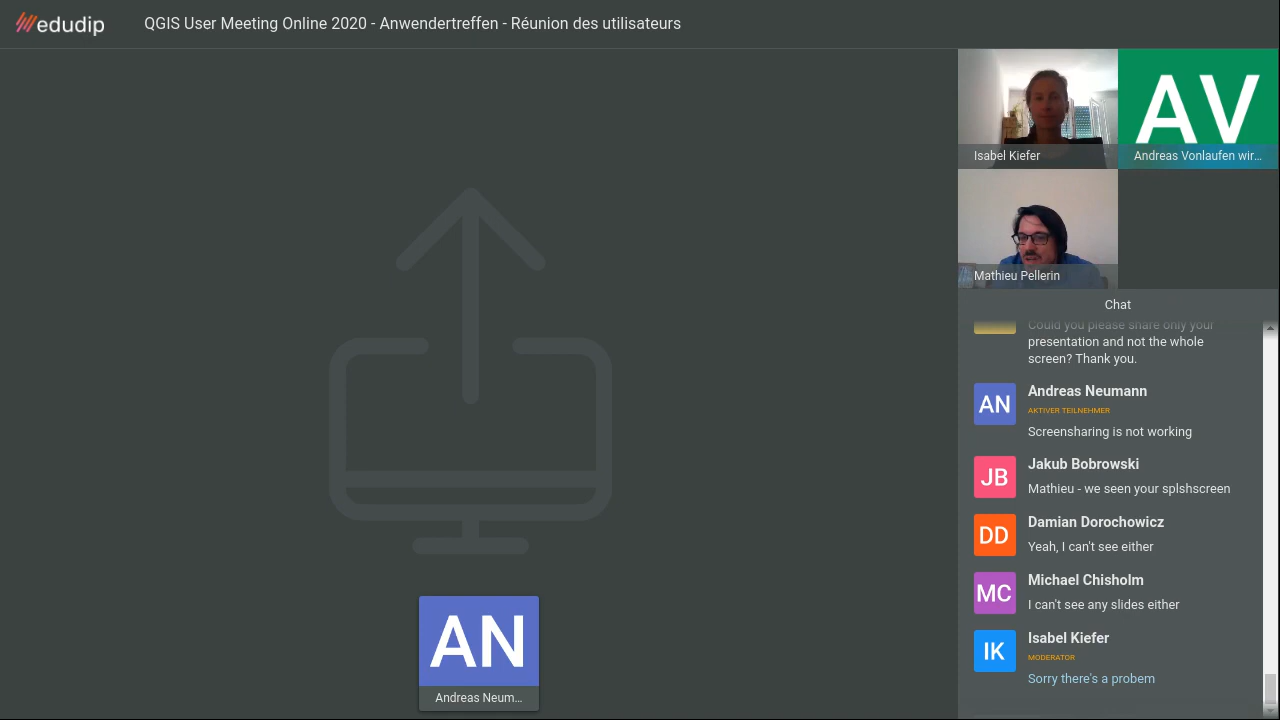 edudip
QGIS User Meeting Online 2020 - Anwendertreffen - Réunion des utilisateurs
Isabel Kiefer
AV
Andreas Vonlaufen wir...
Mathieu Pellerin
Chat
Could you please share only your
presentation and not the whole
screen? Thank you.
AN
Andreas Neumann
AKTIVER TEILNEHMER
Screensharing is not working
JB
Jakub Bobrowski
Mathieu - we seen your splshscreen
DD
Damian Dorochowicz
Yeah, I can't see either
MC
Michael Chisholm
I can't see any slides either
IK
Isabel Kiefer
MODERATOR
Sorry there's a probem
AN
Andreas Neum...